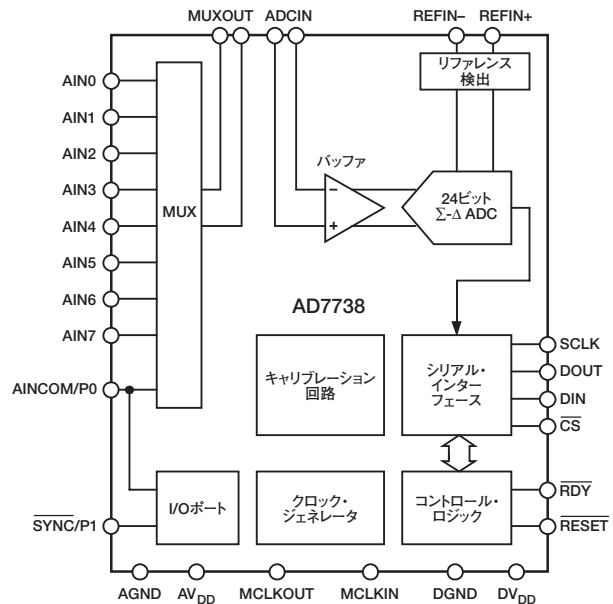 MUXOUT ADCIN REFIN– REFIN+
リファレンス
検出
AIN0
AIN1
AIN2
AIN3
AIN4
AIN5
AIN6
AIN7
AINCOM/P0
MUX
バッファ
–
+
24ビット
Σ-Δ ADC
AD7738
キャリブレーション
回路
シリアル・
インター
フェース
SCLK
DOUT
DIN
C̅S̅
S̅Y̅N̅C̅/P1
I/Oポート
クロック・
ジェネレータ
コントロール・
ロジック
R̅D̅Y̅
R̅E̅S̅E̅T̅
AGND AVDD MCLKOUT MCLKIN DGND DVDD